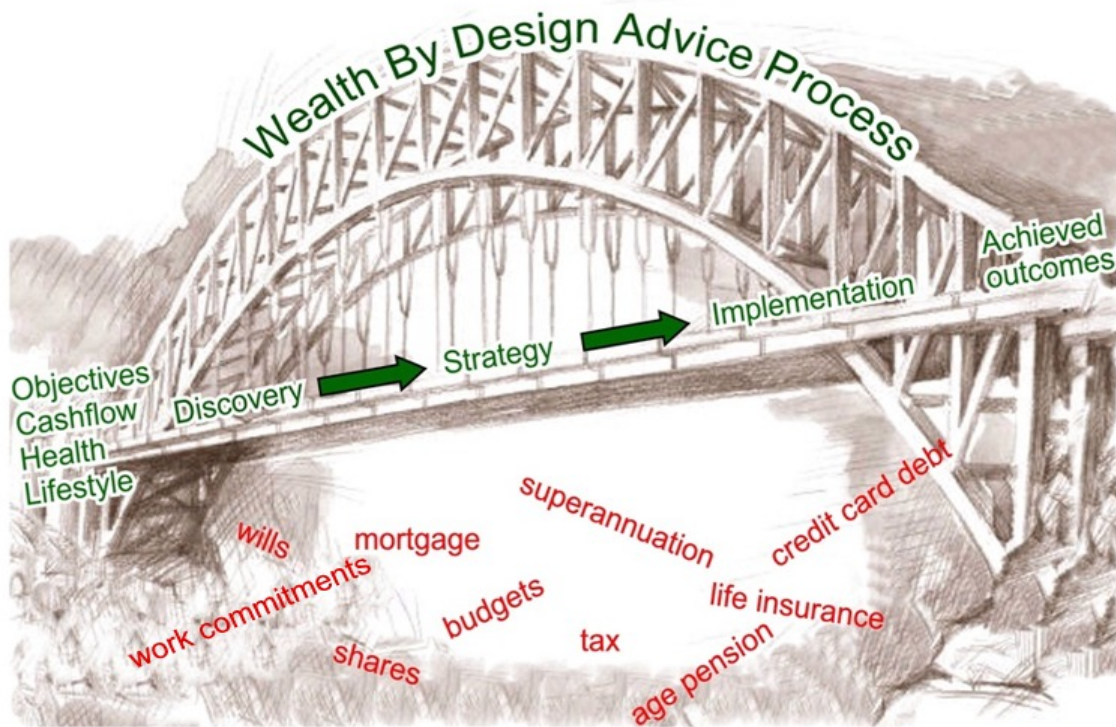 Wealth By Design Advice Process
Achieved
outcomes
Implementation
Strategy
Discovery
Objectives
Cashflow
Health
Lifestyle
superannuation
credit card debt
wills
mortgage
work commitments
budgets
life insurance
shares
tax
age pension